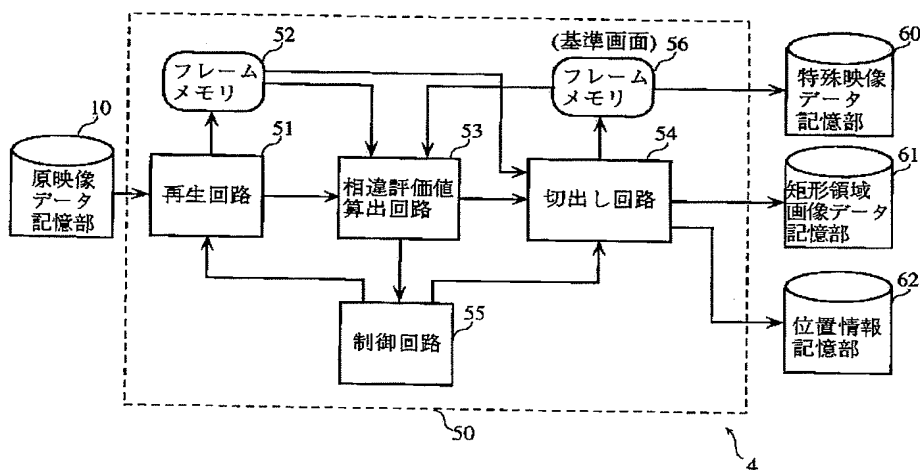 52
フレーム
メモリ
(基準画面)
56
フレーム
メモリ
60
特殊映像
データ
記憶部
10
原映像
データ
記憶部
51
再生回路
53
相違評価値
算出回路
54
切出し回路
61
矩形領域
画像データ
記憶部
55
制御回路
62
位置情報
記憶部
50
4